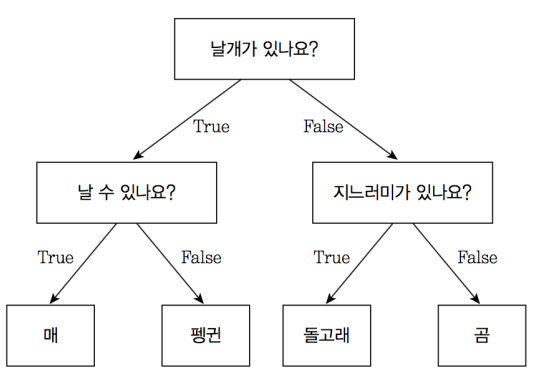 날개가 있나요?
True
False
날 수 있나요?
지느러미가 있나요?
True
False
True
False
매
펭귄
돌고래
곰